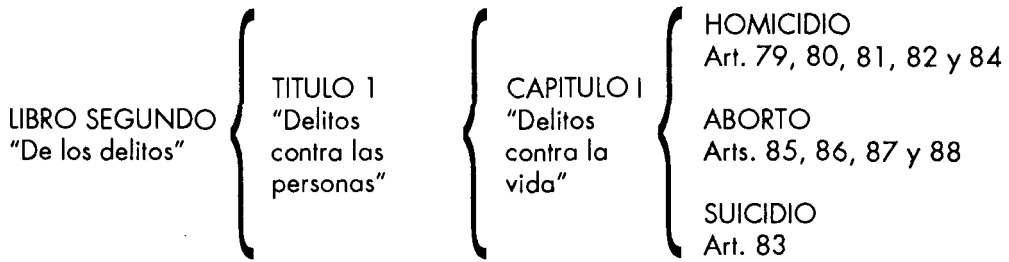 LIBRO SEGUNDO
"De los delitos"
TITULO 1
"Delitos
contra las
personas"
CAPITULO I
"Delitos
contra la
vida"
HOMICIDIO
Art. 79, 80, 81, 82 y 84
ABORTO
Arts. 85, 86, 87 y 88
SUICIDIO
Art. 83